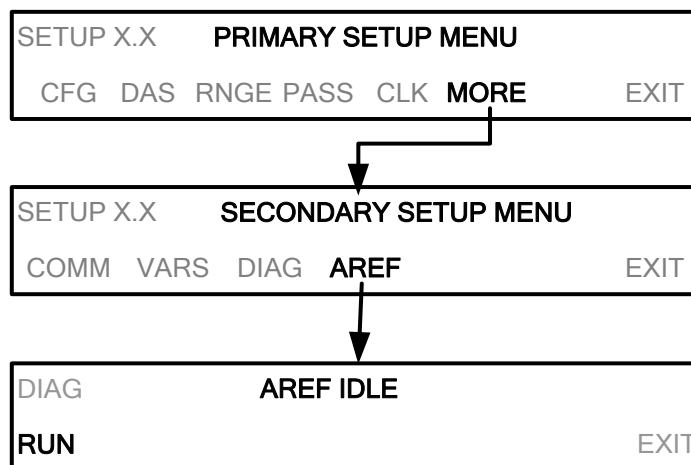 SETUP X.X PRIMARY SETUP MENU
CFG DAS RNGE PASS CLK MORE EXIT
SETUP X.X SECONDARY SETUP MENU
COMM VARS DIAG AREF EXIT
DIAG AREF IDLE
RUN EXIT